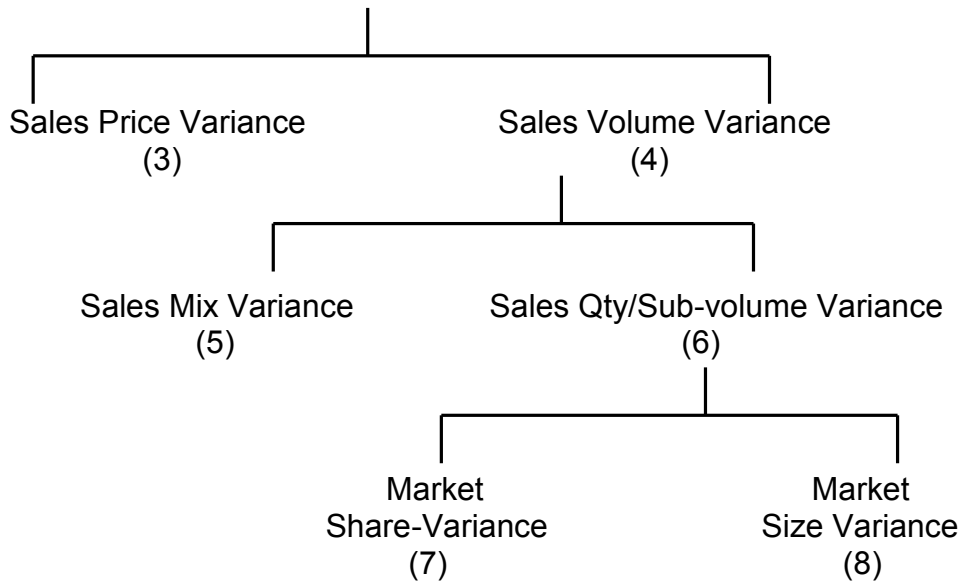 Sales Price Variance
(3)
Sales Volume Variance
(4)
Sales Mix Variance
(5)
Sales Qty/Sub-volume Variance
(6)
Market
Share-Variance
(7)
Market
Size Variance
(8)